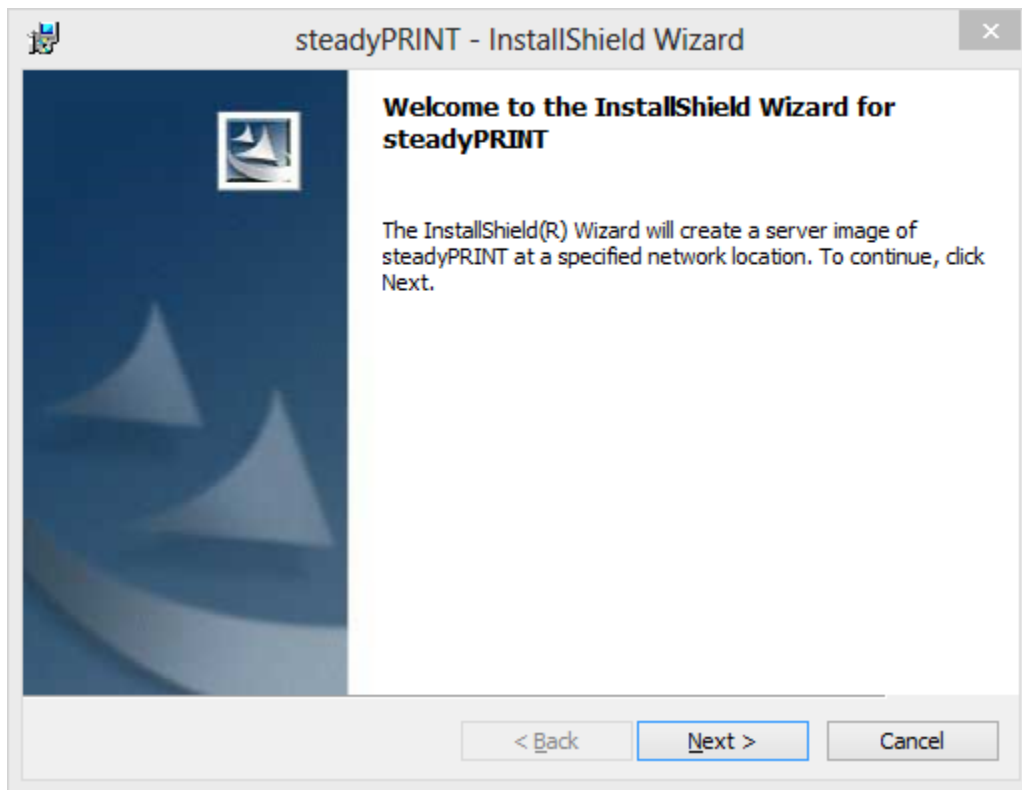 steadyPRINT - InstallShield Wizard
Welcome to the InstallShield Wizard for
steadyPRINT
The InstallShield(R) Wizard will create a server image of
steadyPRINT at a specified network location. To continue, click
Next.
< Back
Next >
Cancel